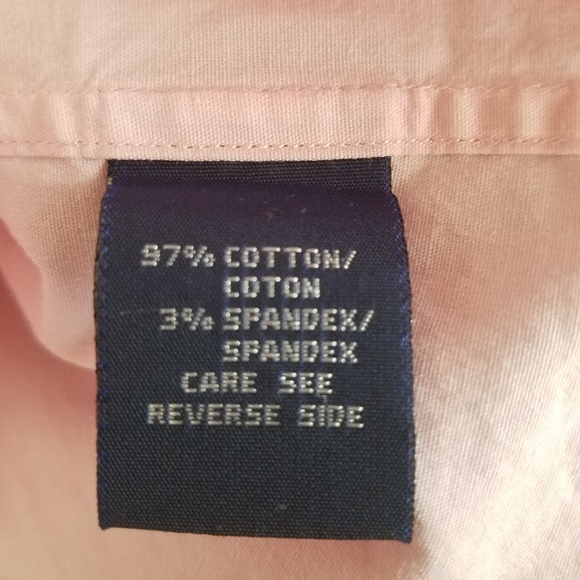 97% COTTON/
COTON
3% SPANDEX/
SPANDEX
CARE SEE
REVERSE SIDE